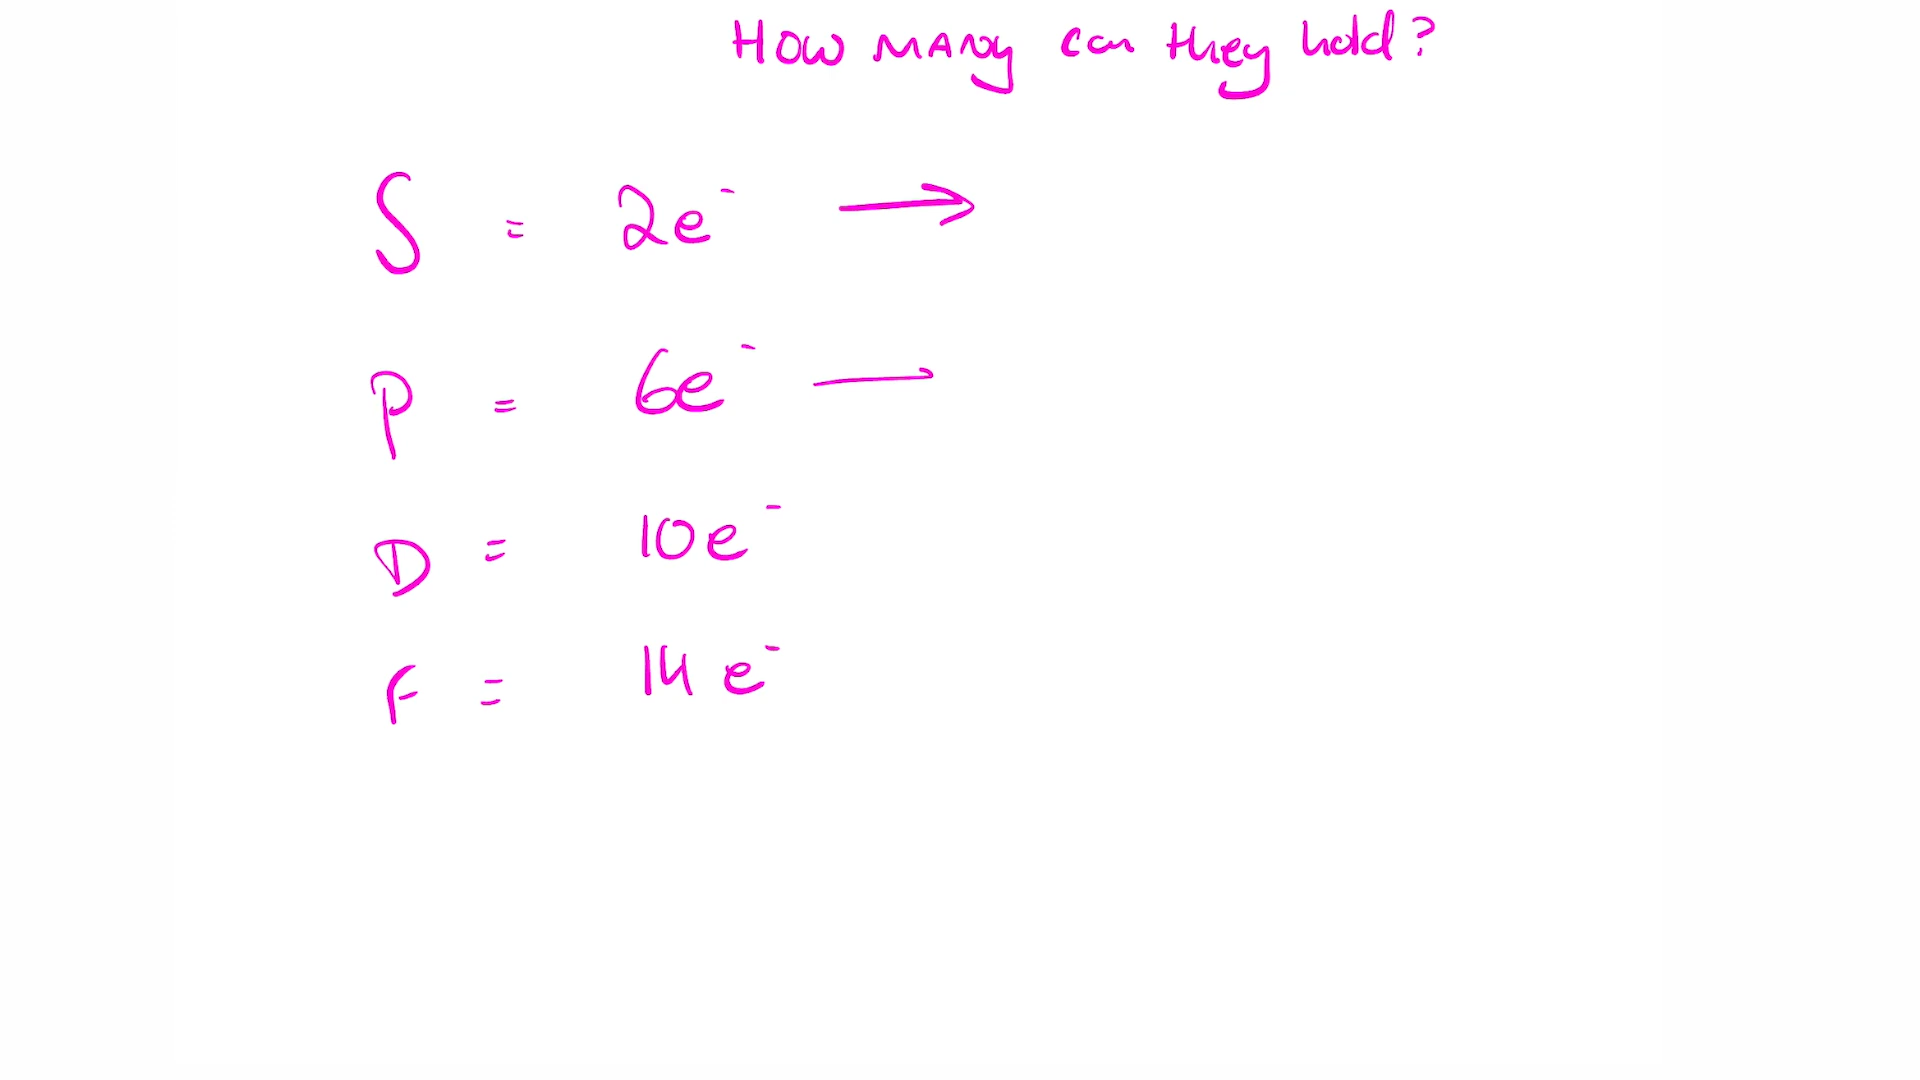 How many can they hold?
S = 2e⁻ →
P = 6e⁻ →
D = 10e⁻
F = 14e⁻